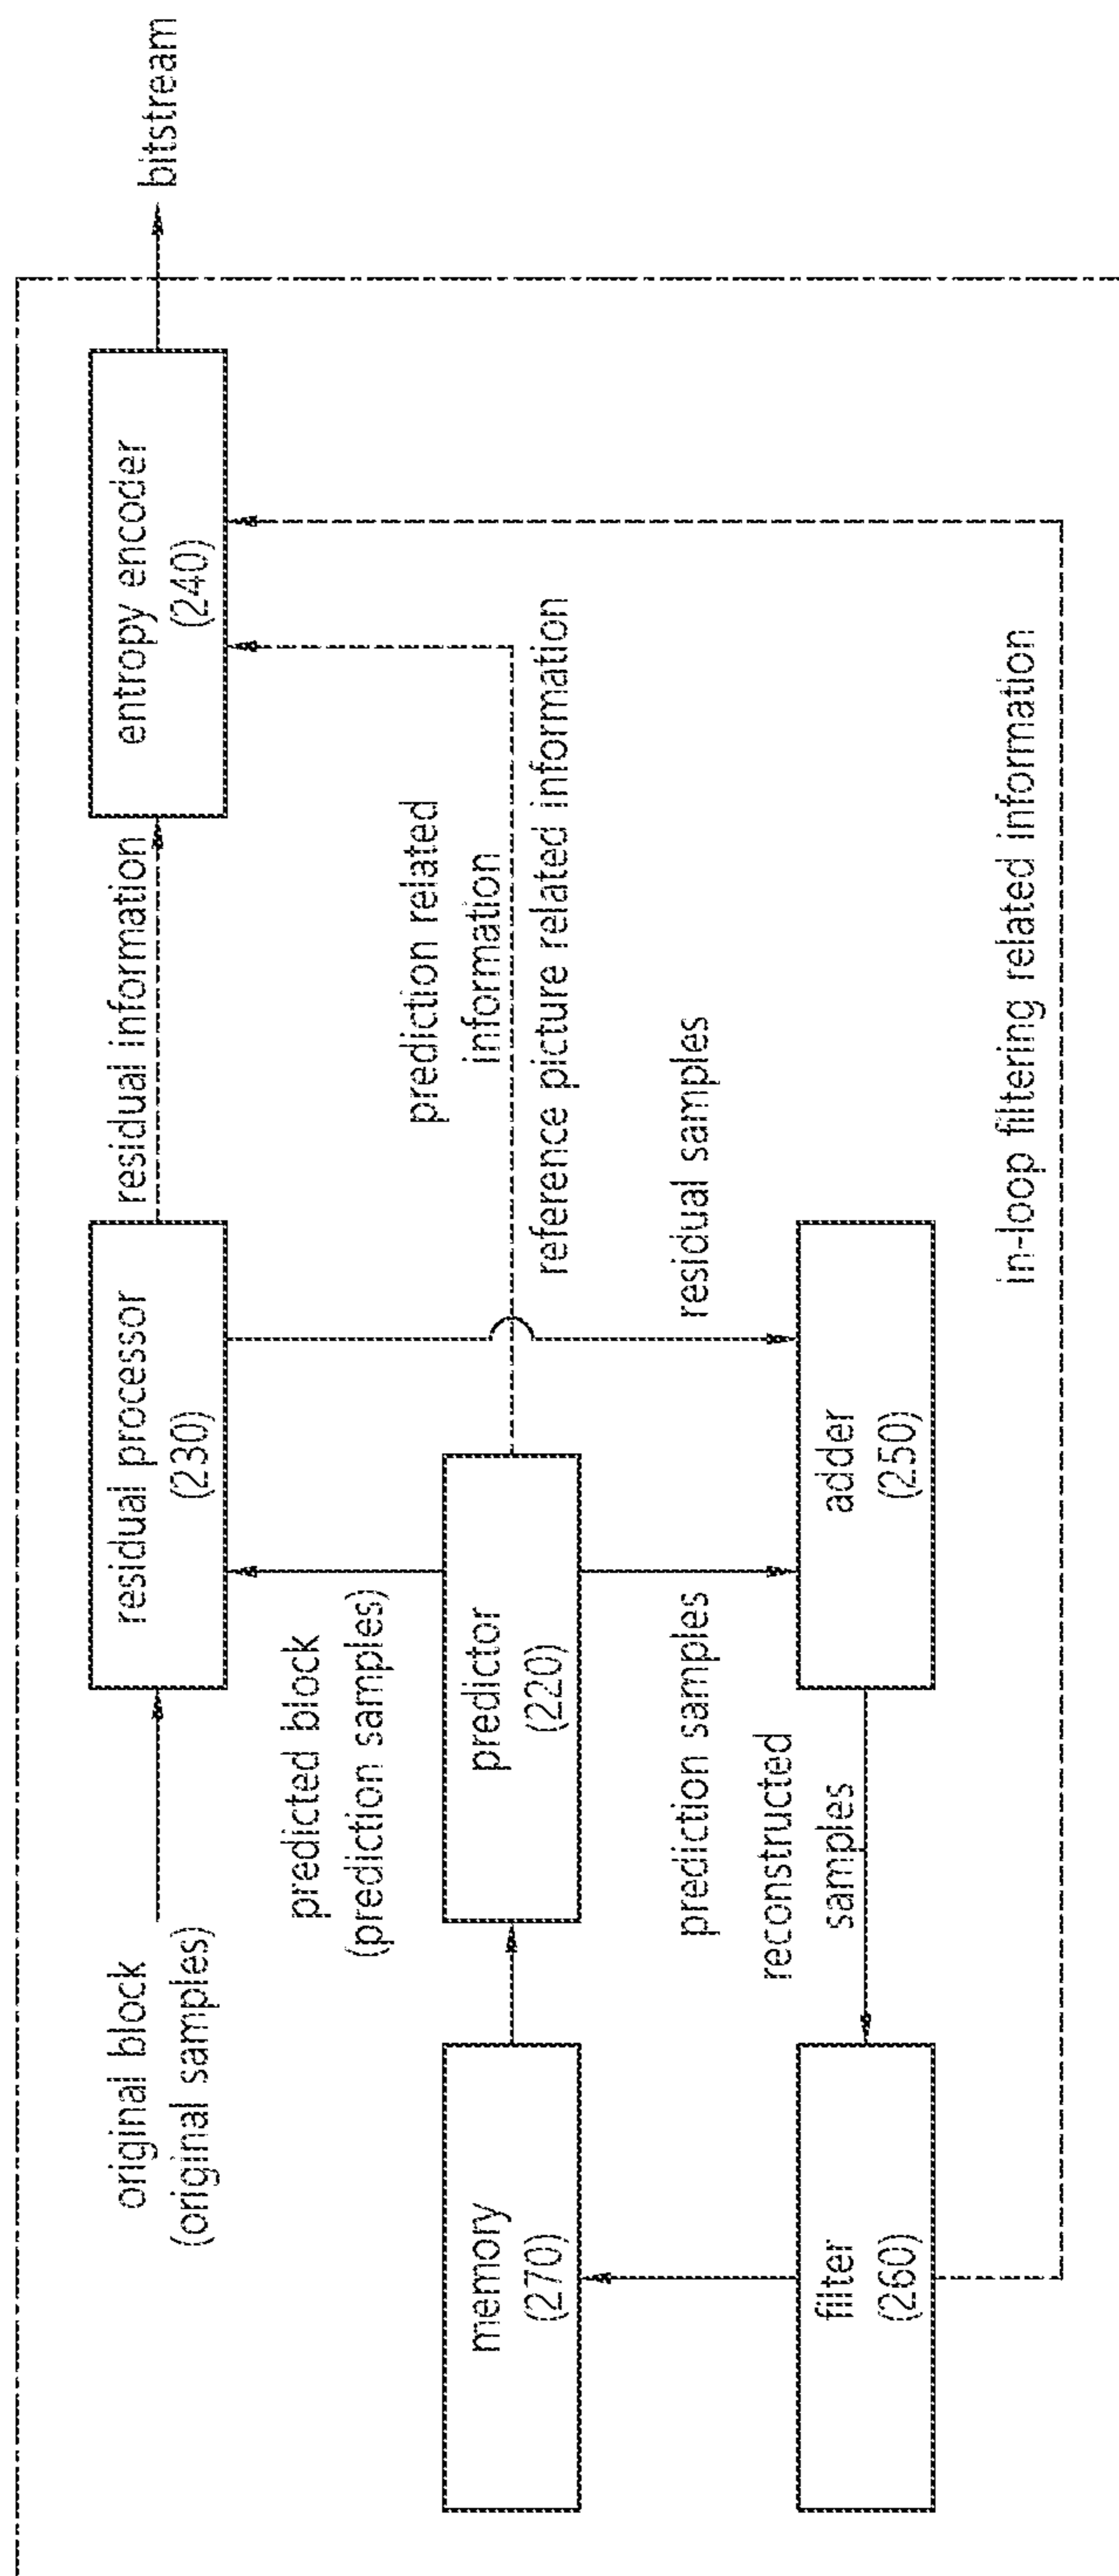 original block
(original samples)
residual processor
(230)
residual information
entropy encoder
(240)
bitstream
predicted block
(prediction samples)
prediction related
information
memory
(270)
predictor
(220)
reference picture related information
prediction samples
residual samples
reconstructed
samples
filter
(260)
adder
(250)
in-loop filtering related information